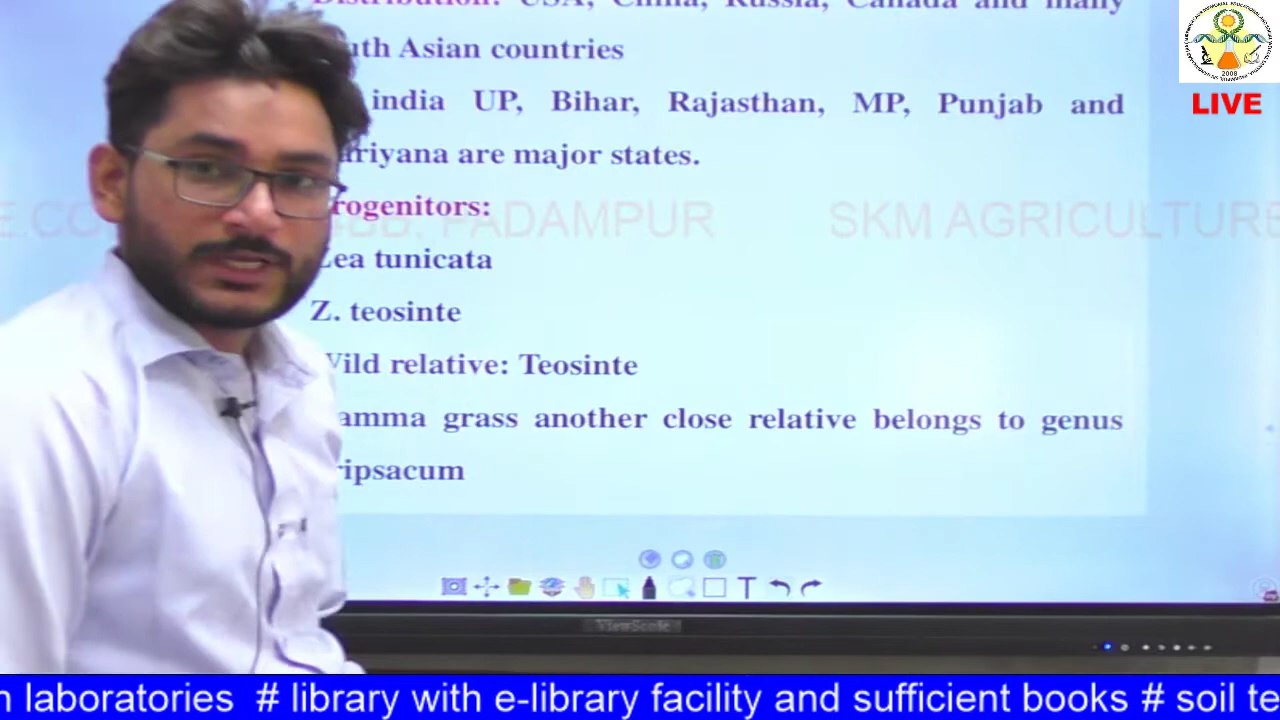 Distribution: USA, China, Russia, Canada and many
uth Asian countries
india UP, Bihar, Rajasthan, MP, Punjab and
ariyana are major states.
rogenitors:
E.CO 4BB, PADAMPUR SKM AGRICULTURE
Zea tunicata
Z. teosinte
Wild relative: Teosinte
amma grass another close relative belongs to genus
ripsacum
T
ViewSonic
2008
LIVE
n laboratories # library with e-library facility and sufficient books # soil te